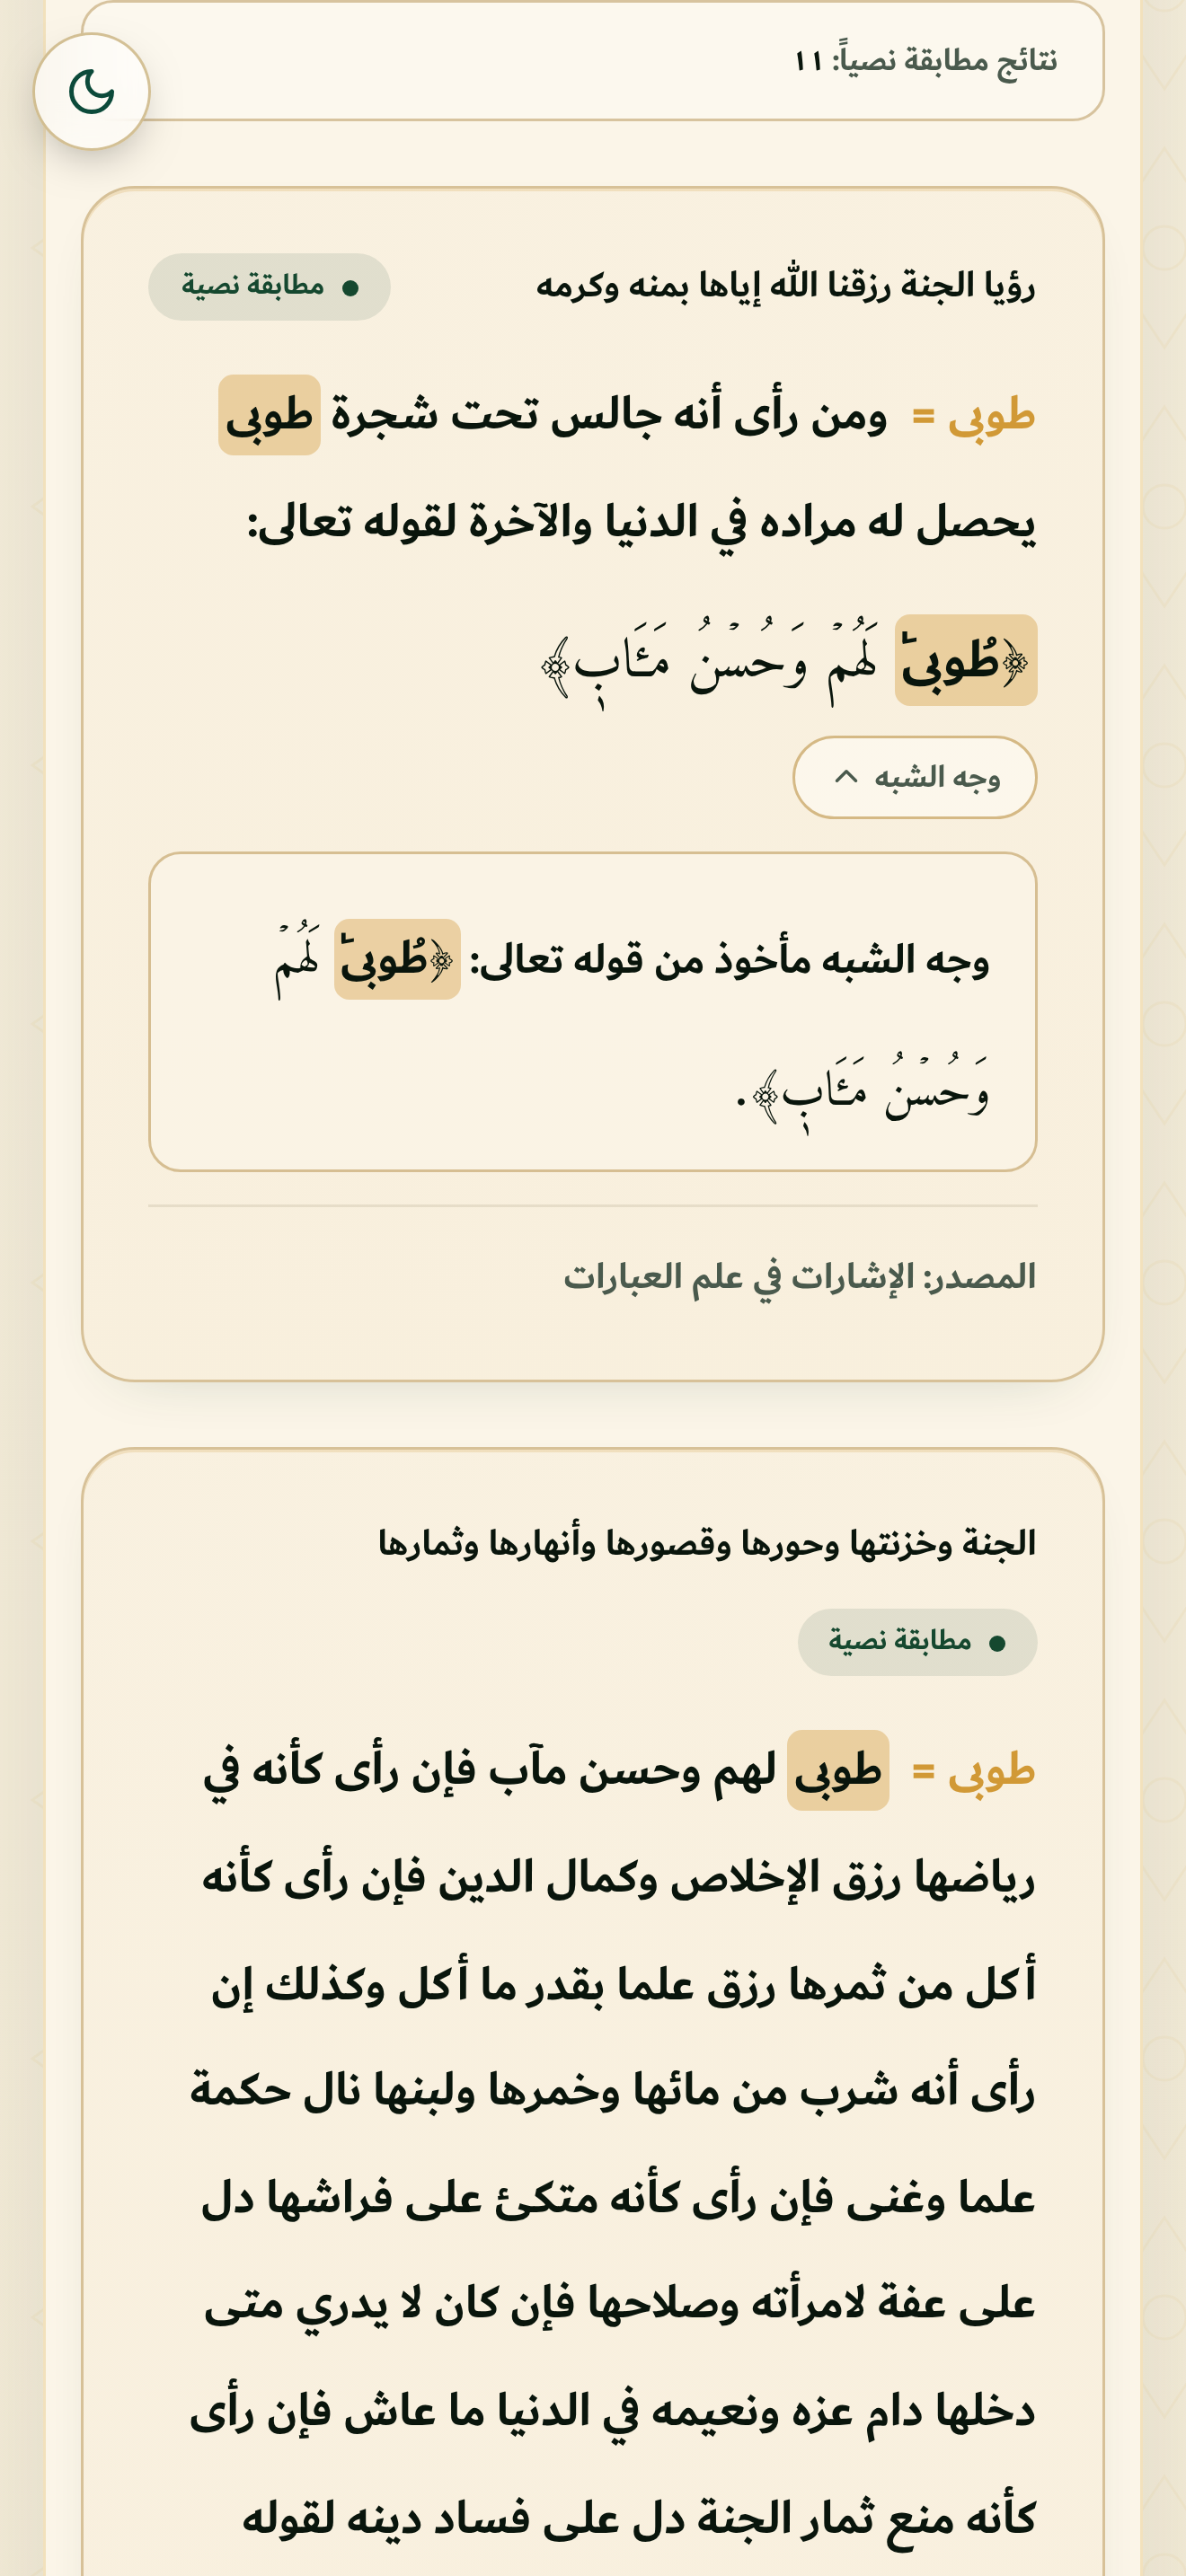 نتائج مطابقة نصياً: ١١
رؤيا الجنة رزقنا الله إياها بمنه وكرمه
مطابقة نصية
طوبى = ومن رأى أنه جالس تحت شجرة طوبى
يحصل له مراده في الدنيا والآخرة لقوله تعالى:
﴿طُوبَىٰ لَهُمۡ وَحُسۡنُ مَـَٔابٖ﴾
وجه الشبه
وجه الشبه مأخوذ من قوله تعالى: ﴿طُوبَىٰ لَهُمۡ
وَحُسۡنُ مَـَٔابٖ﴾.
المصدر: الإشارات في علم العبارات
الجنة وخزنتها وحورها وقصورها وأنهارها وثمارها
مطابقة نصية
طوبى = طوبى لهم وحسن مآب فإن رأى كأنه في
رياضها رزق الإخلاص وكمال الدين فإن رأى كأنه
أكل من ثمرها رزق علما بقدر ما أكل وكذلك إن
رأى أنه شرب من مائها وخمرها ولبنها نال حكمة
علما وغنى فإن رأى كأنه متكئ على فراشها دل
على عفة لامرأته وصلاحها فإن كان لا يدري متى
دخلها دام عزه ونعيمه في الدنيا ما عاش فإن رأى
كأنه منع ثمار الجنة دل على فساد دينه لقوله